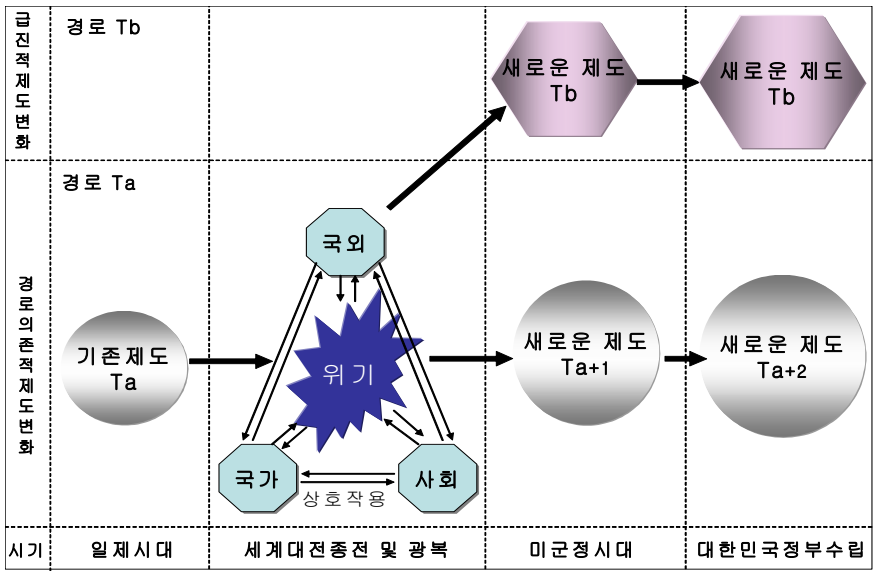 급진적제도변화
경로 Tb
새로운 제도
Tb
새로운 제도
Tb
경로의존적제도변화
경로 Ta
기존제도
Ta
국외
위기
국가
사회
상호작용
새로운 제도
Ta+1
새로운 제도
Ta+2
시기
일제시대
세계대전종전 및 광복
미군정시대
대한민국정부수립